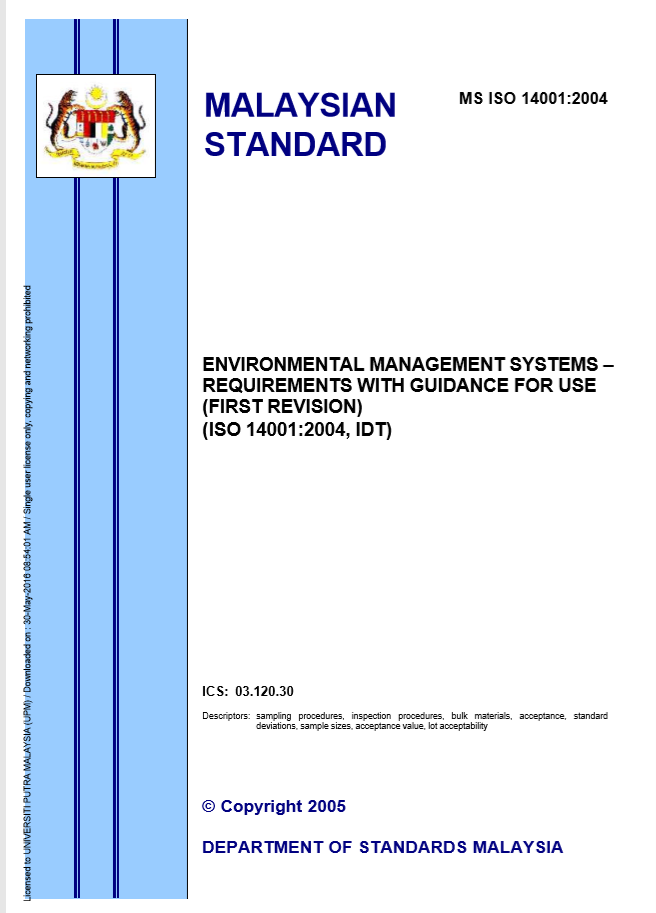 MALAYSIAN
STANDARD
MS ISO 14001:2004
ENVIRONMENTAL MANAGEMENT SYSTEMS –
REQUIREMENTS WITH GUIDANCE FOR USE
(FIRST REVISION)
(ISO 14001:2004, IDT)
ICS: 03.120.30
Descriptors: sampling procedures, inspection procedures, bulk materials, acceptance, standard
deviations, sample sizes, acceptance value, lot acceptability
© Copyright 2005
DEPARTMENT OF STANDARDS MALAYSIA
Licensed to UNIVERSITI PUTRA MALAYSIA (UPM) / Downloaded on : 30-May-2016 08:54:01 AM / Single user license only, copying and networking prohibited